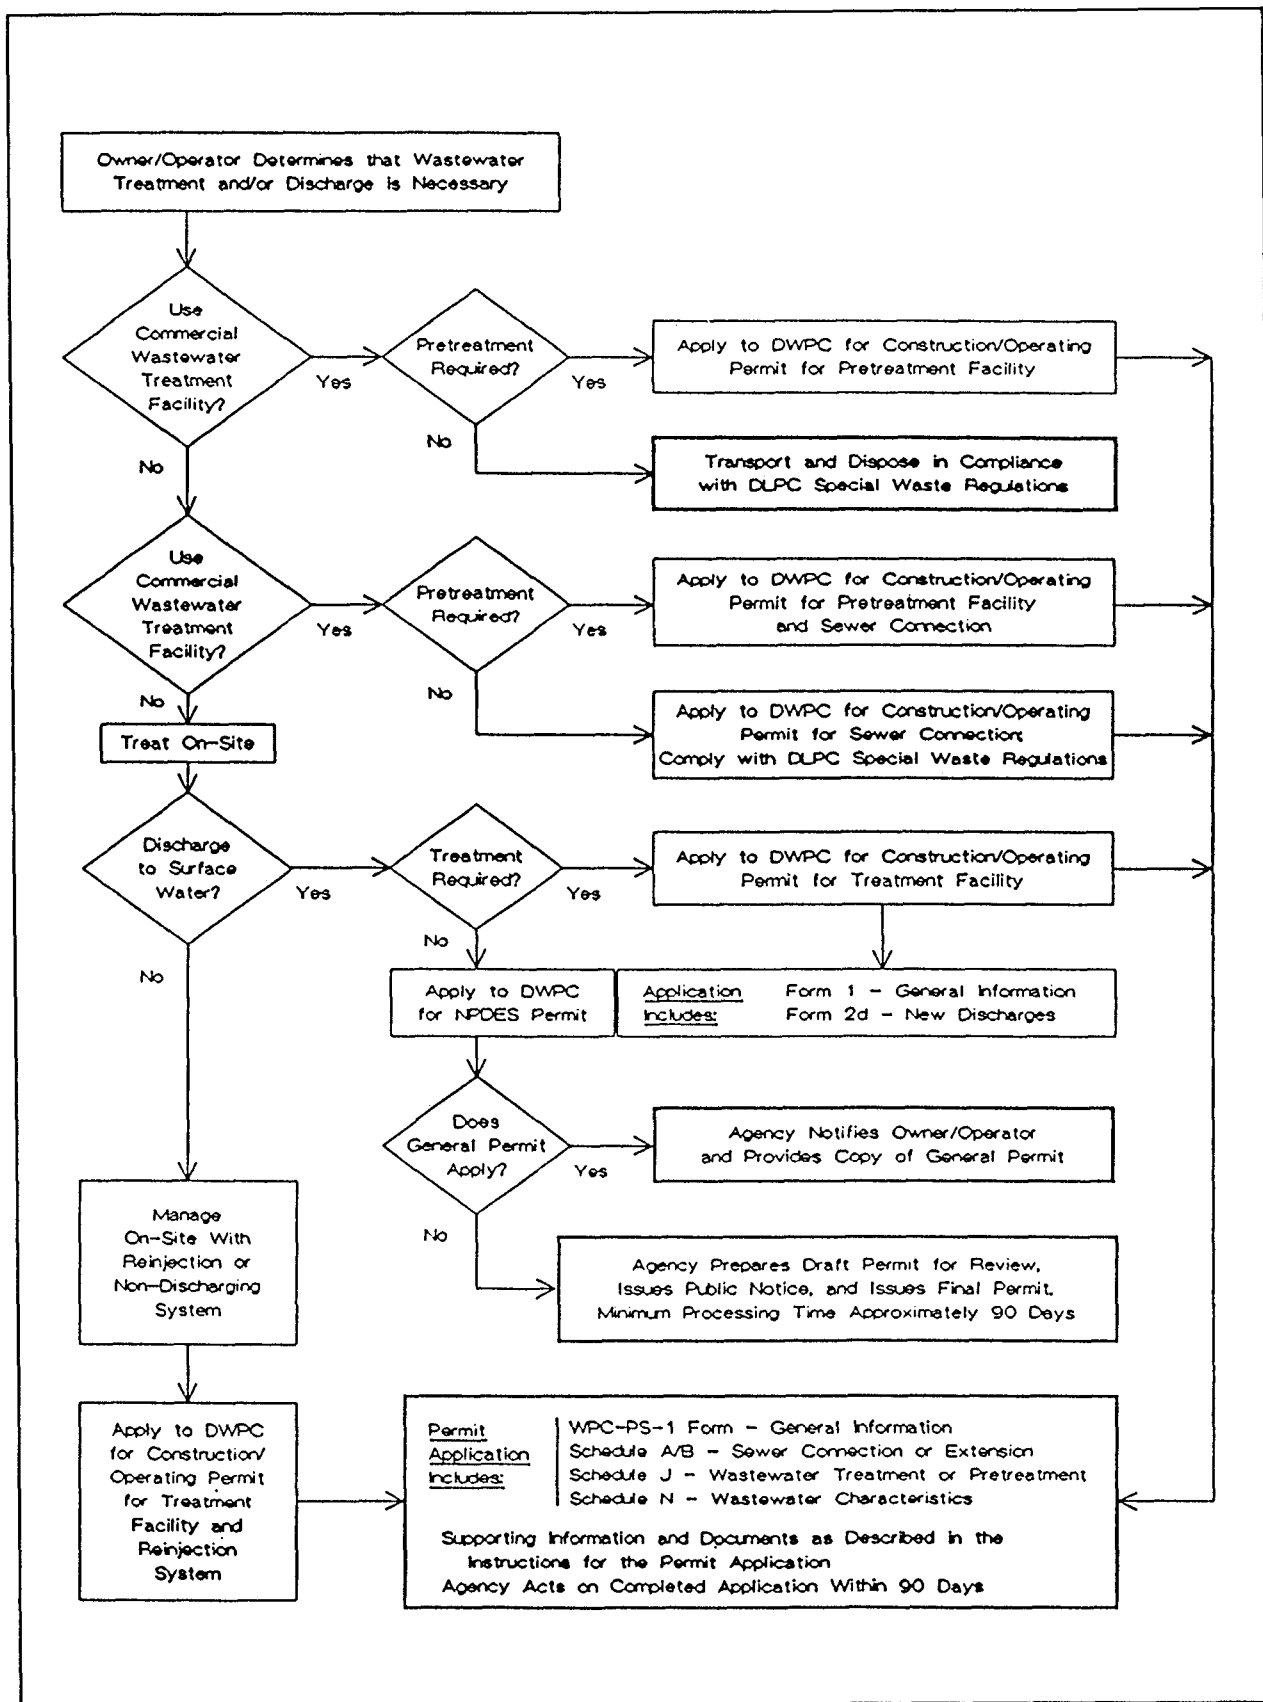 Owner/Operator Determines that Wastewater
Treatment and/or Discharge is Necessary
Use
Commercial
Wastewater
Treatment
Facility?
Yes
No
Pretreatment
Required?
Yes
No
Apply to DWPC for Construction/Operating
Permit for Pretreatment Facility
Transport and Dispose in Compliance
with DLPC Special Waste Regulations
Use
Commercial
Wastewater
Treatment
Facility?
Yes
No
Pretreatment
Required?
Yes
No
Apply to DWPC for Construction/Operating
Permit for Pretreatment Facility
and Sewer Connection
Apply to DWPC for Construction/Operating
Permit for Sewer Connection;
Comply with DLPC Special Waste Regulations
Treat On-Site
Discharge
to Surface
Water?
Yes
No
Treatment
Required?
Yes
No
Apply to DWPC for Construction/Operating
Permit for Treatment Facility
Apply to DWPC
for NPDES Permit
Application
Includes:
Form 1 - General Information
Form 2d - New Discharges
Does
General Permit
Apply?
Yes
No
Agency Notifies Owner/Operator
and Provides Copy of General Permit
Agency Prepares Draft Permit for Review,
Issues Public Notice, and Issues Final Permit.
Minimum Processing Time Approximately 90 Days
Manage
On-Site With
Reinjection or
Non-Discharging
System
Apply to DWPC
for Construction/
Operating Permit
for Treatment
Facility and
Reinjection
System
Permit
Application
Includes:
WPC-PS-1 Form - General Information
Schedule A/B - Sewer Connection or Extension
Schedule J - Wastewater Treatment or Pretreatment
Schedule N - Wastewater Characteristics
Supporting Information and Documents as Described in the
Instructions for the Permit Application
Agency Acts on Completed Application Within 90 Days